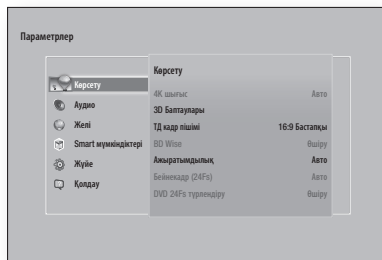 Параметрлер
Көрсету
Аудио
Желі
Smart мүмкіндіктері
Жүйе
Қолдау
Көрсету
4К шығыс Авто
3D Баптаулары
ТД кадр пішімі 16:9 Бастапқы
BD Wise Өшіру
Ажыратымдылық Авто
Бейнекадр (24Fs) Авто
DVD 24Fs түрлендіру Өшіру